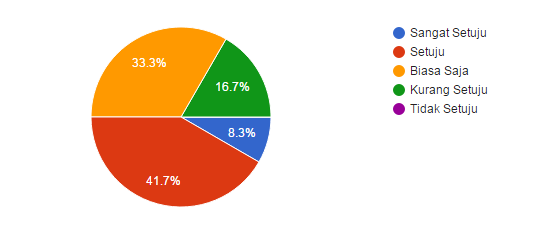 Sangat Setuju
Setuju
Biasa Saja
Kurang Setuju
Tidak Setuju
33.3%
16.7%
8.3%
41.7%